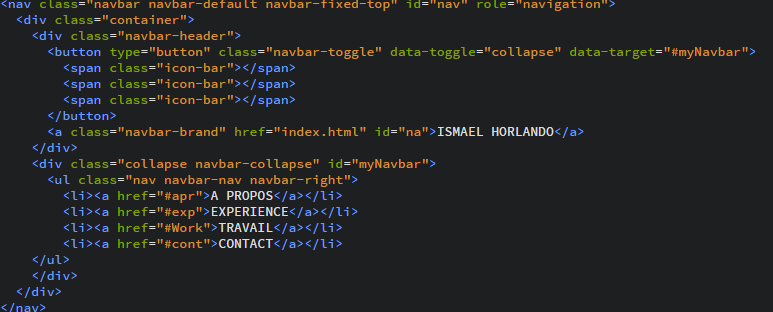 <nav class="navbar navbar-default navbar-fixed-top" id="nav" role="navigation">
<div class="container">
<div class="navbar-header">
<button type="button" class="navbar-toggle" data-toggle="collapse" data-target="#myNavbar">
<span class="icon-bar"></span>
<span class="icon-bar"></span>
<span class="icon-bar"></span>
</button>
<a class="navbar-brand" href="index.html" id="na">ISMAEL HORLANDO</a>
</div>
<div class="collapse navbar-collapse" id="myNavbar">
<ul class="nav navbar-nav navbar-right">
<li><a href="#apr">A PROPOS</a></li>
<li><a href="#exp">EXPERIENCE</a></li>
<li><a href="#Work">TRAVAIL</a></li>
<li><a href="#cont">CONTACT</a></li>
</ul>
</div>
</div>
</nav>